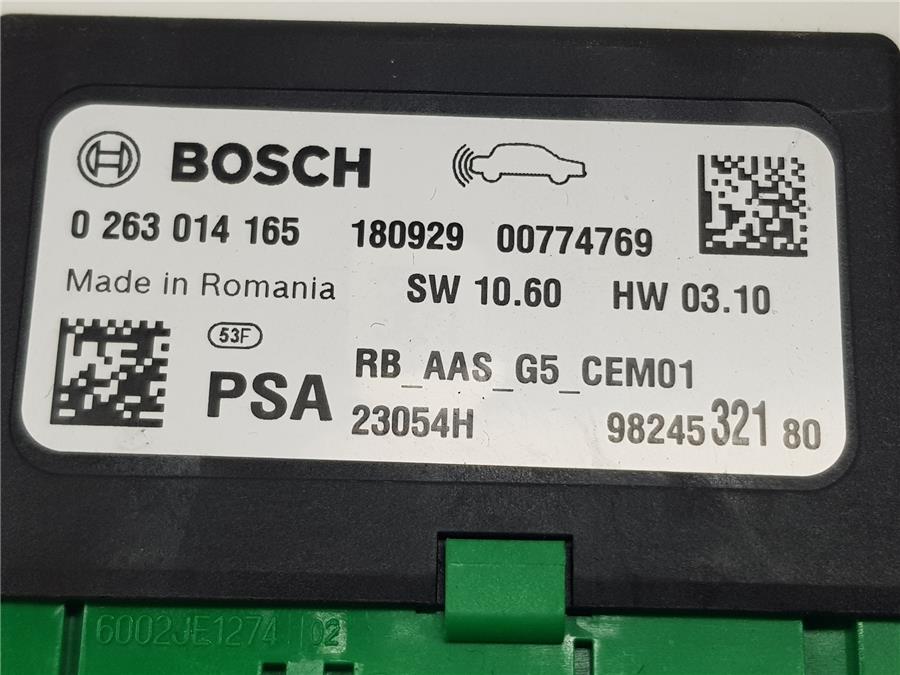 BOSCH
0 263 014 165 180929 00774769
Made in Romania SW 10.60 HW 03.10
53F
PSA RB_AAS_G5_CEM01
23054H 98245 321 80
6002JE1274 02